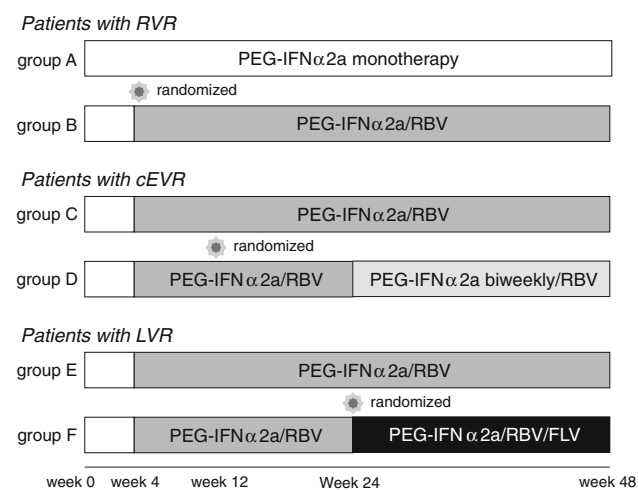 Patients with RVR
group A PEG-IFNα2a monotherapy
randomized
group B PEG-IFNα2a/RBV
Patients with cEVR
group C PEG-IFNα2a/RBV
randomized
group D PEG-IFNα2a/RBV PEG-IFNα2a biweekly/RBV
Patients with LVR
group E PEG-IFNα2a/RBV
randomized
group F PEG-IFNα2a/RBV PEG-IFNα2a/RBV/FLV
week 0 week 4 week 12 Week 24 week 48